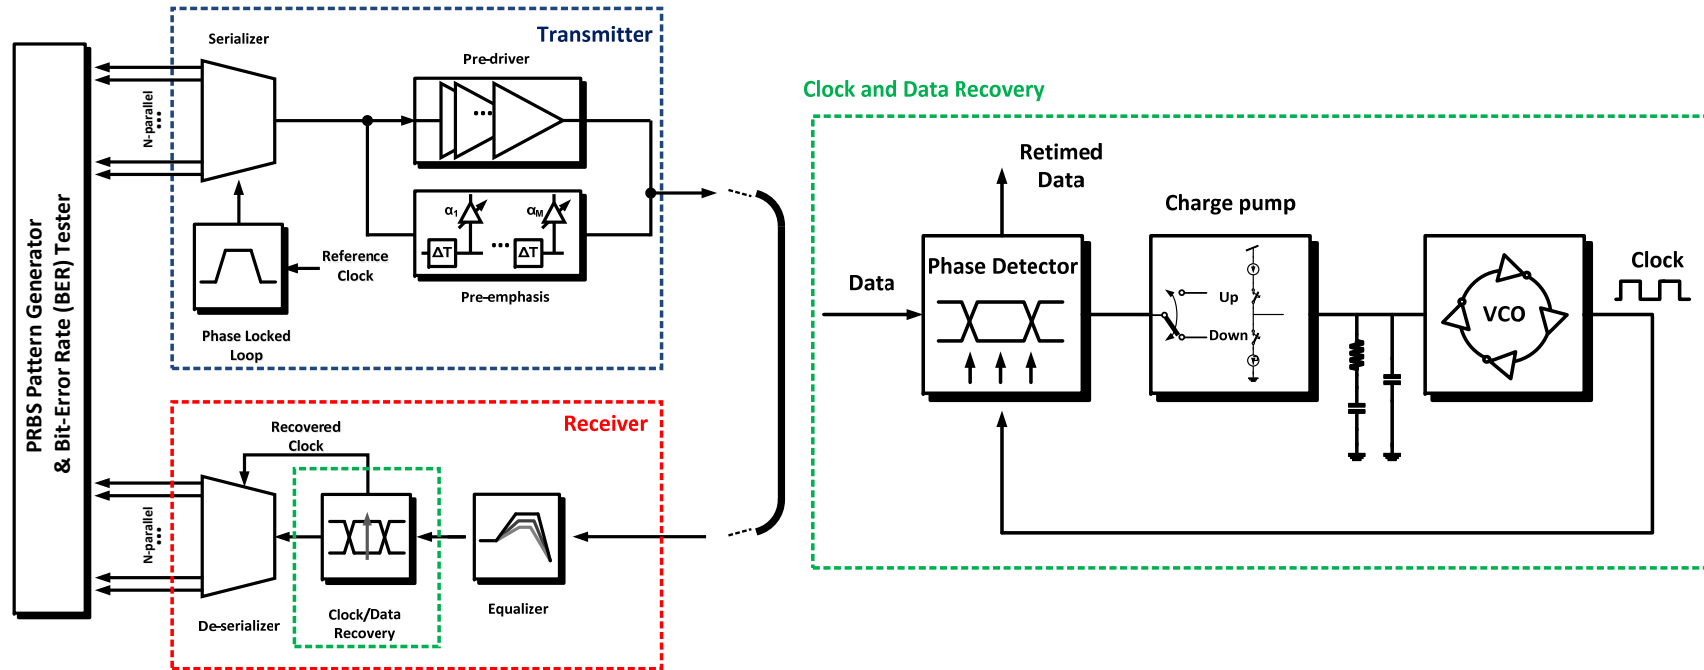 PRBS Pattern Generator
& Bit-Error Rate (BER) Tester
Transmitter
Serializer
N-parallel
...
Pre-driver
...
α1
αM
ΔT
...
ΔT
Pre-emphasis
Reference
Clock
Phase Locked
Loop
Receiver
Recovered
Clock
N-parallel
...
De-serializer
Clock/Data
Recovery
Equalizer
Clock and Data Recovery
Retimed
Data
Data
Phase Detector
Charge pump
Up
Down
VCO
Clock